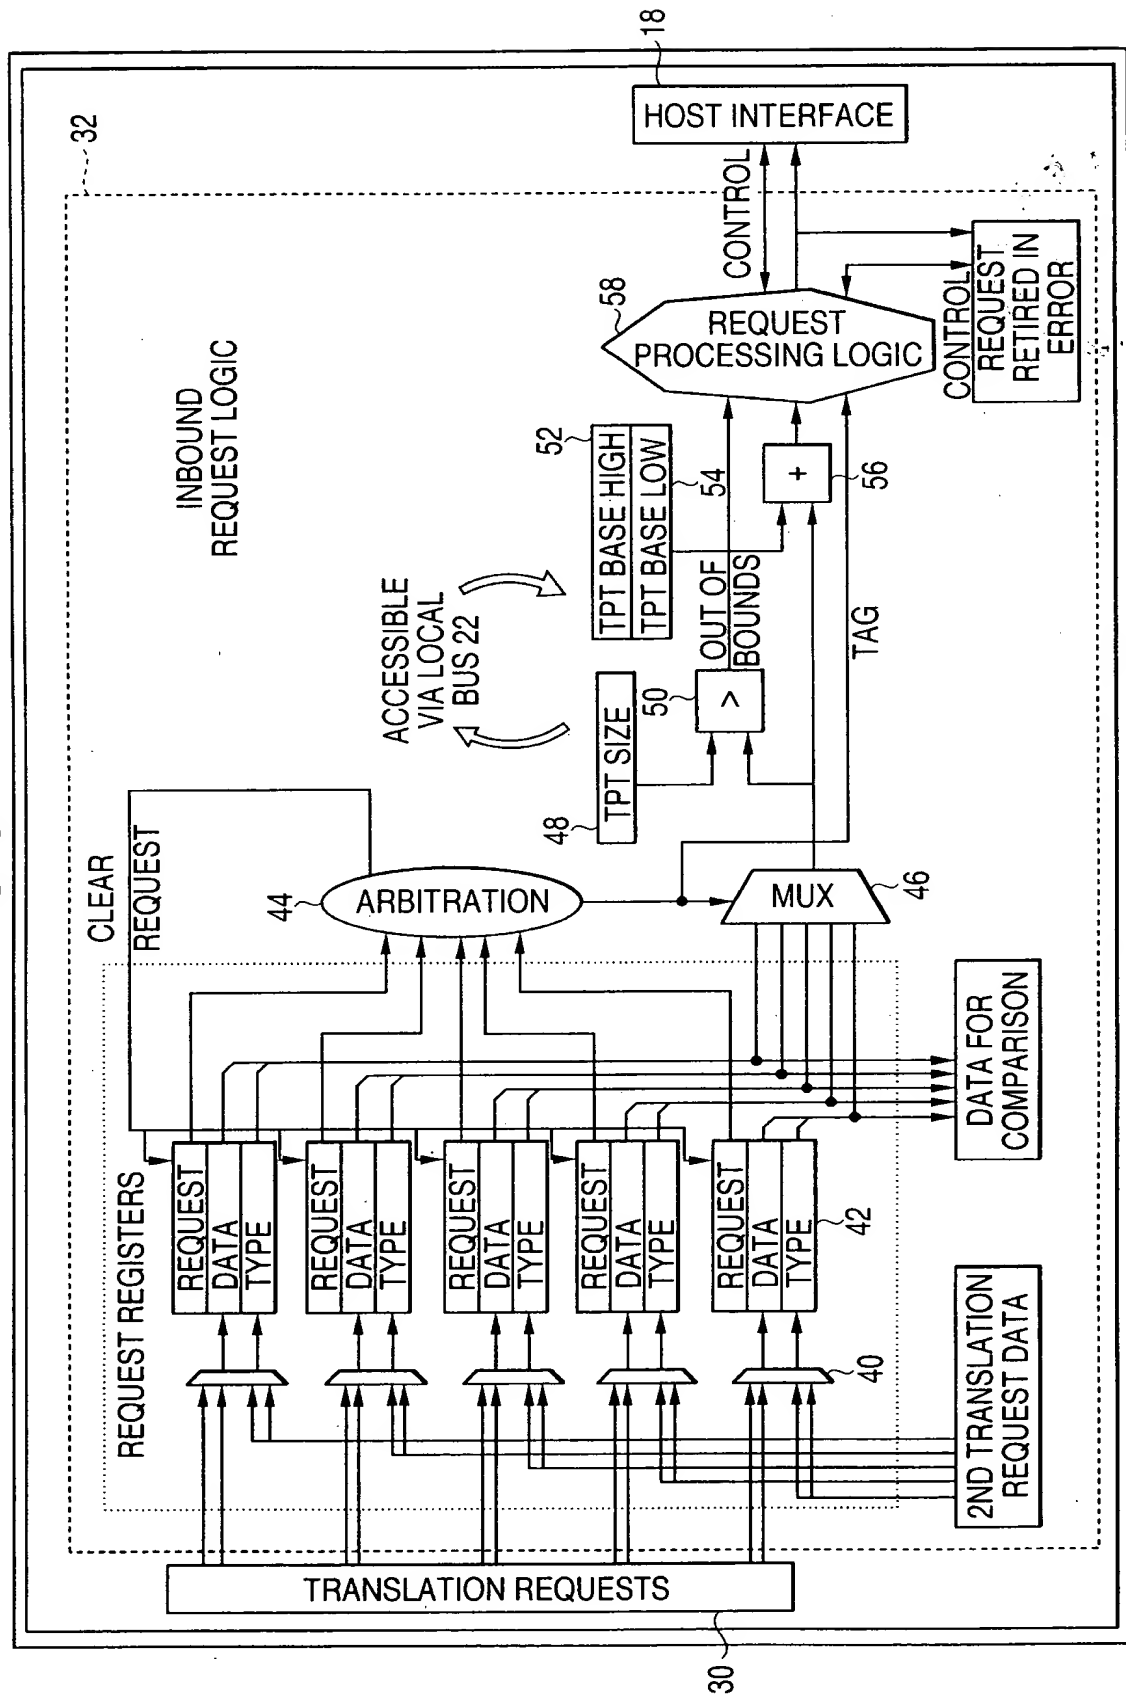 32
18
INBOUND
REQUEST LOGIC
CLEAR
REQUEST
REQUEST REGISTERS
TRANSLATION REQUESTS
30
REQUEST
DATA
TYPE
REQUEST
DATA
TYPE
REQUEST
DATA
TYPE
REQUEST
DATA
TYPE
REQUEST
DATA
TYPE
42
40
2ND TRANSLATION
REQUEST DATA
DATA FOR
COMPARISON
44
ARBITRATION
MUX
46
ACCESSIBLE
VIA LOCAL
BUS 22
48
TPT SIZE
50
>
OUT OF
BOUNDS
52
TPT BASE HIGH
TPT BASE LOW
54
+
56
TAG
58
REQUEST
PROCESSING LOGIC
CONTROL
HOST INTERFACE
CONTROL
REQUEST
RETIRED IN
ERROR